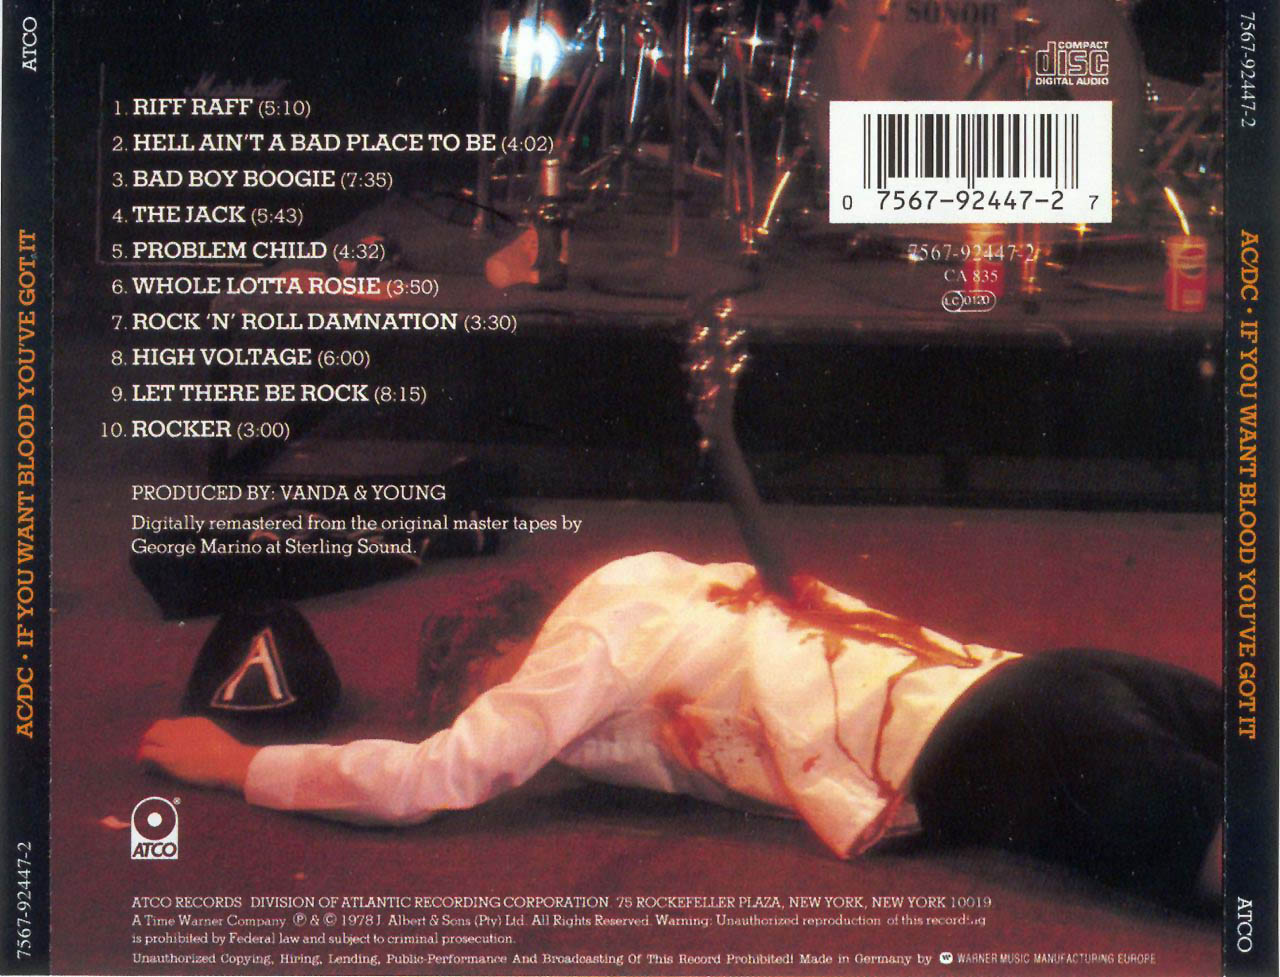 ATCO
AC/DC · IF YOU WANT BLOOD YOU'VE GOT IT
7567-92447-2
SONOR
COMPACT
disc
DIGITAL AUDIO
Marshall
1. RIFF RAFF (5:10)
2. HELL AIN'T A BAD PLACE TO BE (4:02)
3. BAD BOY BOOGIE (7:35)
4. THE JACK (5:43)
5. PROBLEM CHILD (4:32)
6. WHOLE LOTTA ROSIE (3:50)
7. ROCK 'N' ROLL DAMNATION (3:30)
8. HIGH VOLTAGE (6:00)
9. LET THERE BE ROCK (8:15)
10. ROCKER (3:00)
0 7567-92447-2 7
7567-92447-2
CA 835
LC 0120
PRODUCED BY: VANDA & YOUNG
Digitally remastered from the original master tapes by
George Marino at Sterling Sound.
A
®
ATCO
ATCO RECORDS DIVISION OF ATLANTIC RECORDING CORPORATION. 75 ROCKEFELLER PLAZA, NEW YORK, NEW YORK 10019
A Time Warner Company. ℗ & © 1978 J. Albert & Sons (Pty) Ltd. All Rights Reserved. Warning: Unauthorized reproduction of this recording
is prohibited by Federal law and subject to criminal prosecution.
Unauthorized Copying, Hiring, Lending, Public-Performance And Broadcasting Of This Record Prohibited! Made in Germany by WARNER MUSIC MANUFACTURING EUROPE
7567-92447-2
AC/DC · IF YOU WANT BLOOD YOU'VE GOT IT
ATCO